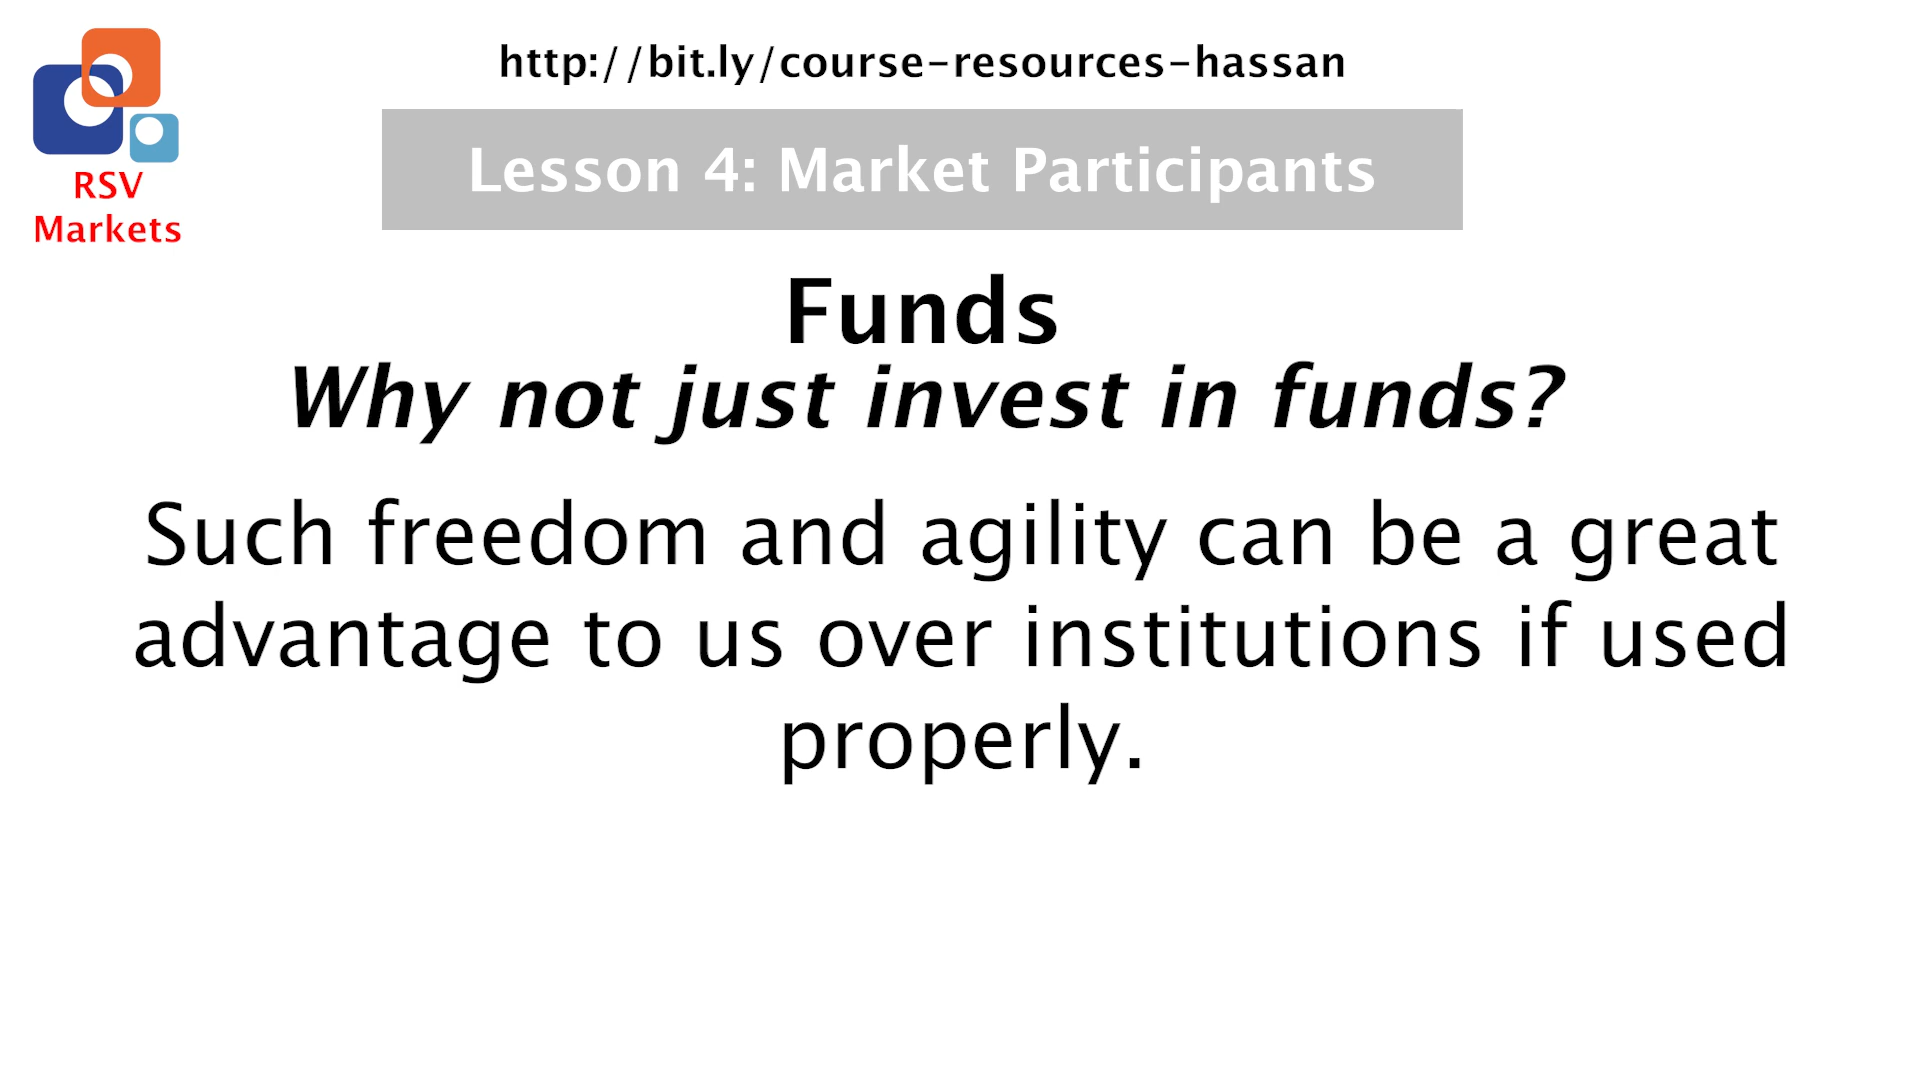 http://bit.ly/course-resources-hassan
RSV
Markets
Lesson 4: Market Participants
Funds
Why not just invest in funds?
Such freedom and agility can be a great
advantage to us over institutions if used
properly.